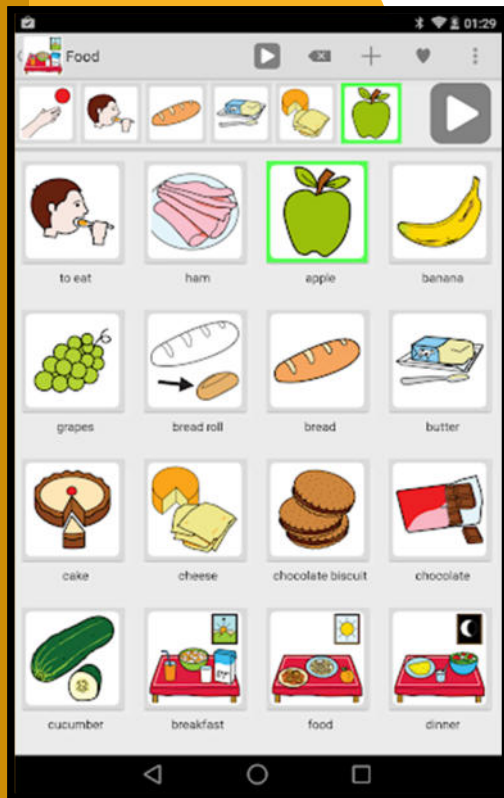 01:29
Food
to eat
ham
apple
banana
grapes
bread roll
bread
butter
cake
cheese
chocolate biscuit
chocolate
cucumber
breakfast
food
dinner